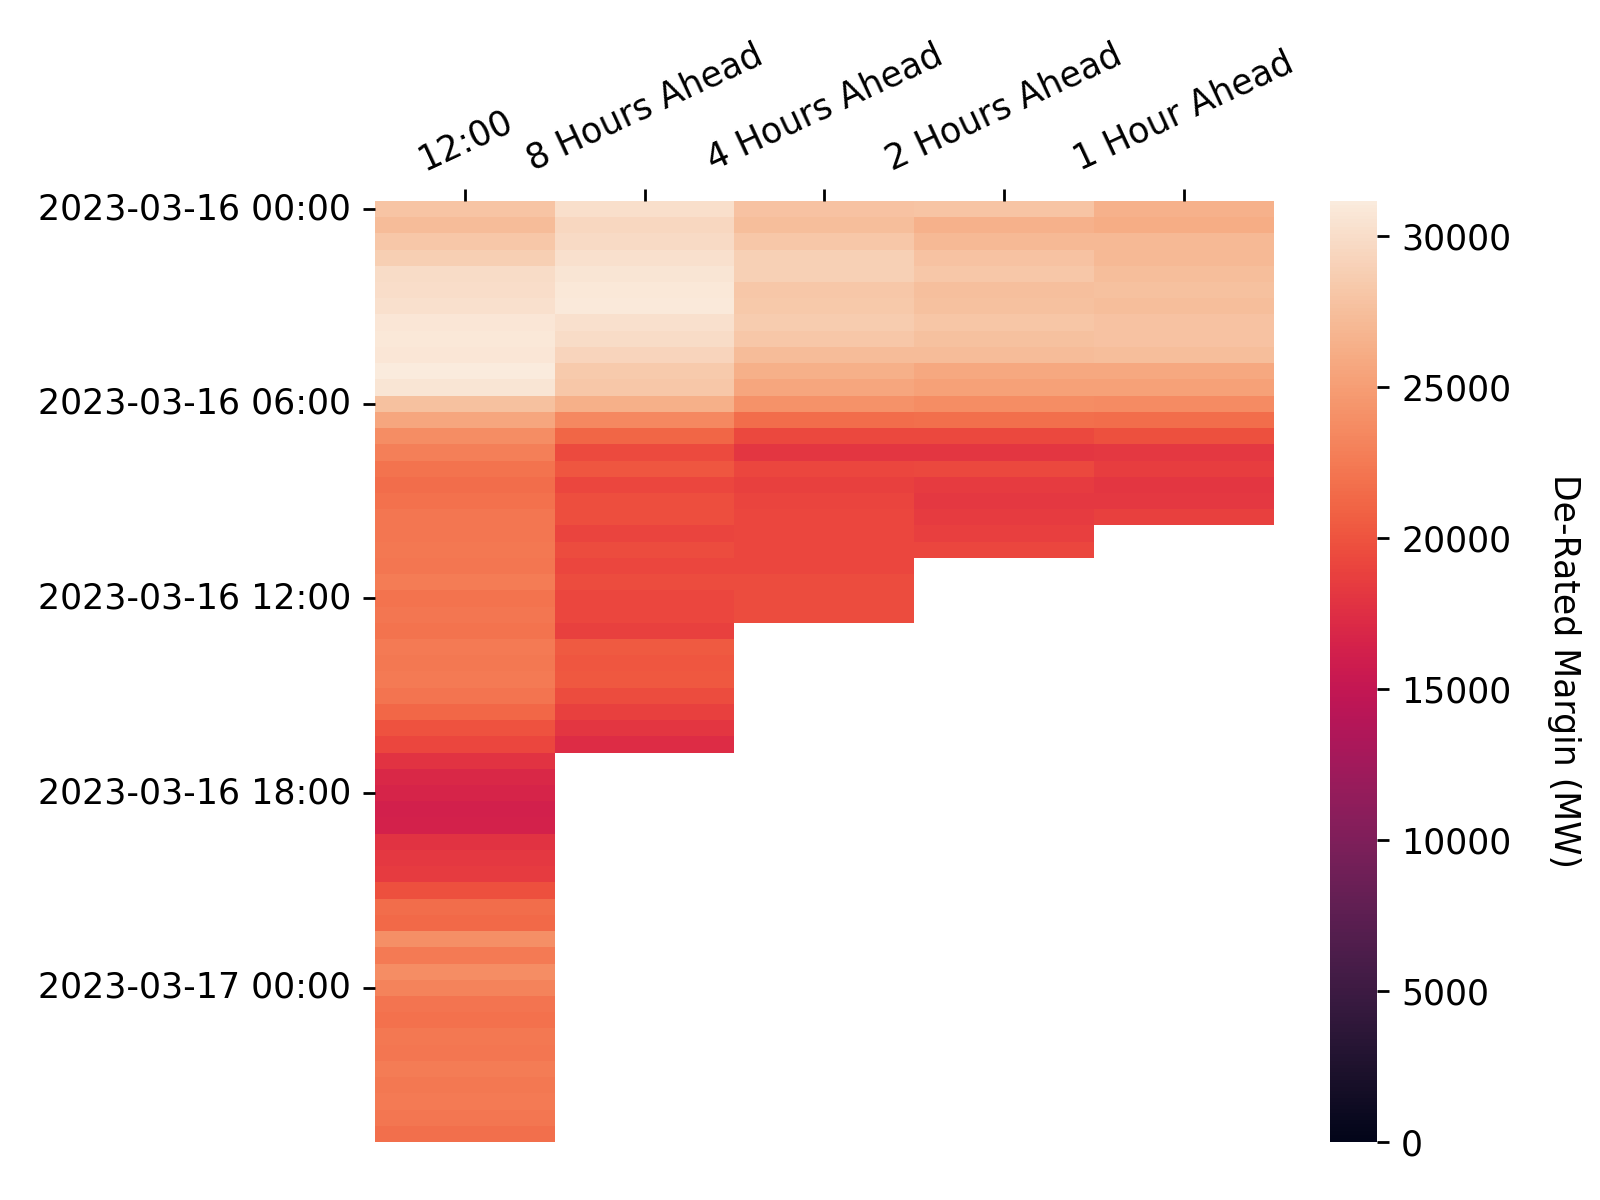 12:00
8 Hours Ahead
4 Hours Ahead
2 Hours Ahead
1 Hour Ahead
2023-03-16 00:00
2023-03-16 06:00
2023-03-16 12:00
2023-03-16 18:00
2023-03-17 00:00
30000
25000
20000
15000
10000
5000
0
De-Rated Margin (MW)